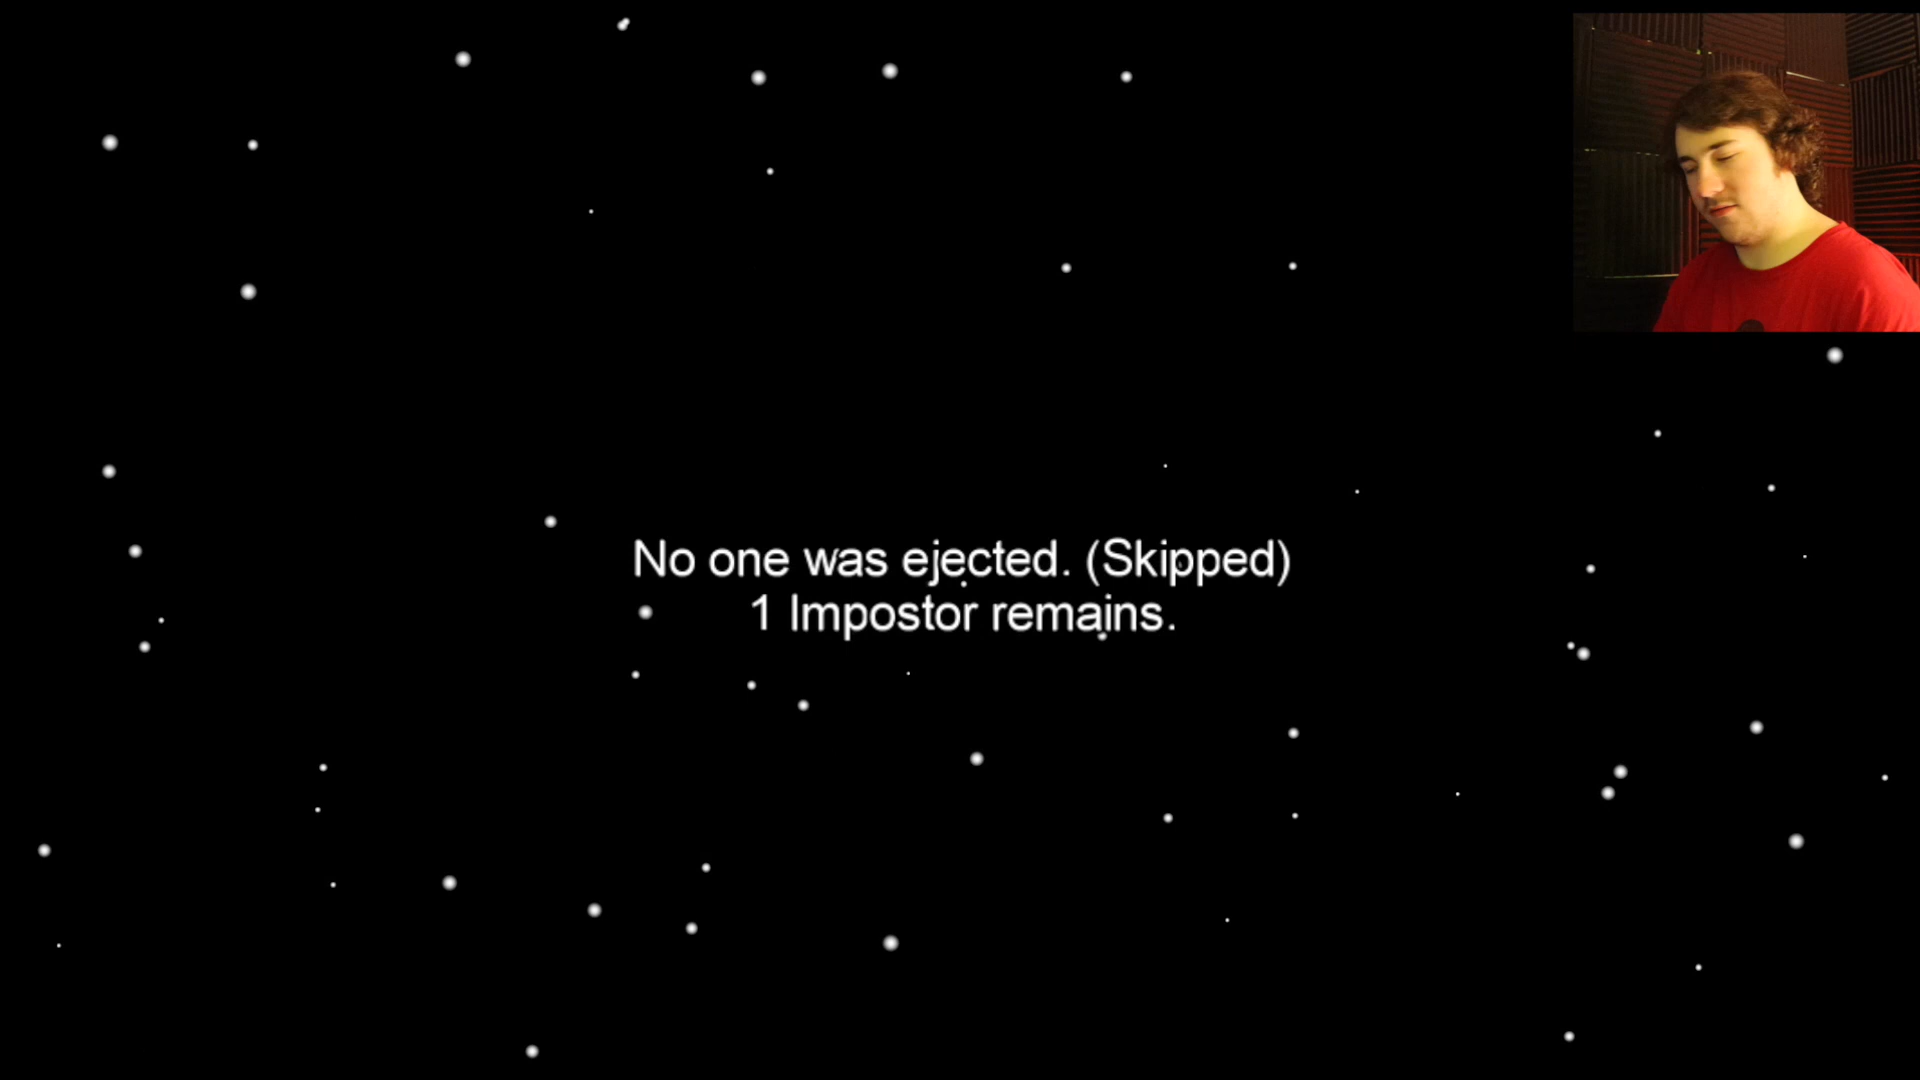 No one was ejected. (Skipped)
1 Impostor remains.